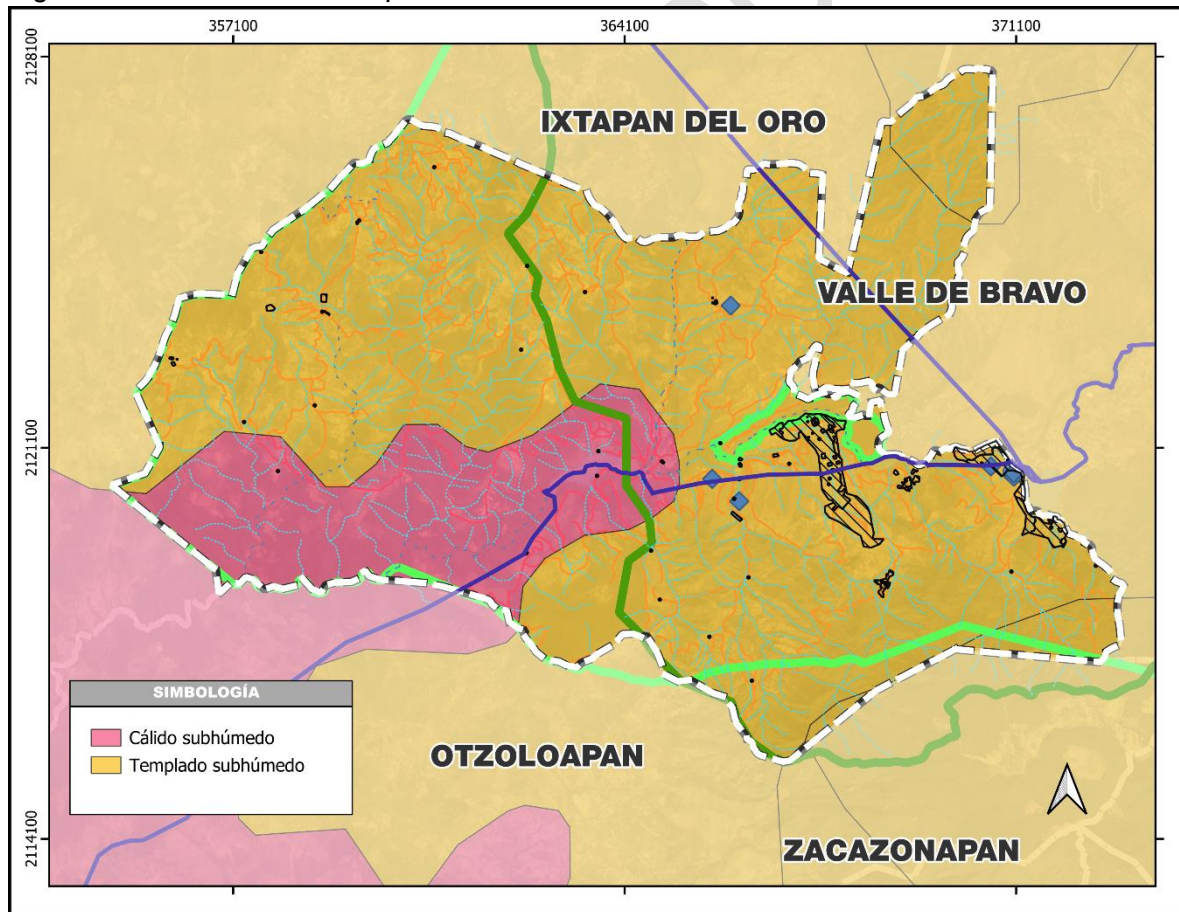 357100
364100
371100
2128100
IXTAPAN DEL ORO
VALLE DE BRAVO
2121100
SIMBOLOGÍA
Cálido subhúmedo
Templado subhúmedo
OTZOLOAPAN
ZACAZONAPAN
2114100